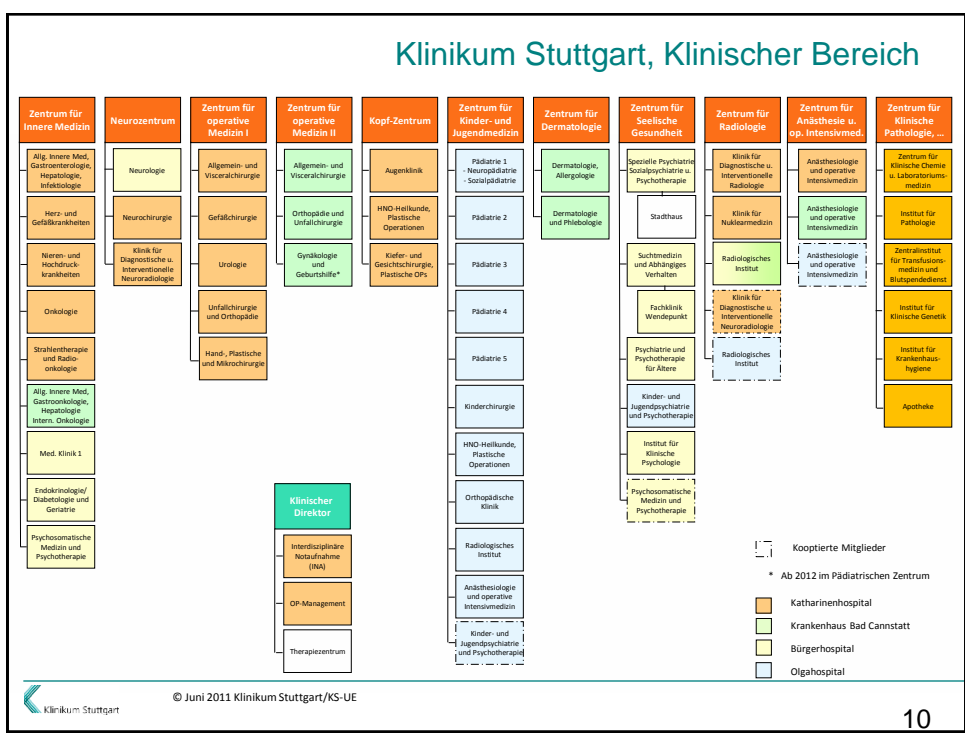 Klinikum Stuttgart, Klinischer Bereich
Zentrum für
Innere Medizin
Allg. Innere Med,
Gastroenterologie,
Hepatologie,
Infektiologie
Herz- und
Gefäßkrankheiten
Nieren- und
Hochdruck-
krankheiten
Onkologie
Strahlentherapie
und Radio-
onkologie
Allg. Innere Med,
Gastroonkologie,
Hepatologie
Intern. Onkologie
Med. Klinik 1
Endokrinologie/
Diabetologie und
Geriatrie
Psychosomatische
Medizin und
Psychotherapie
Neurozentrum
Neurologie
Neurochirurgie
Klinik für
Diagnostische u.
Interventionelle
Neuroradiologie
Zentrum für
operative
Medizin I
Allgemein- und
Visceralchirurgie
Gefäßchirurgie
Urologie
Unfallchirurgie
und Orthopädie
Hand-, Plastische
und Mikrochirurgie
Zentrum für
operative
Medizin II
Allgemein- und
Visceralchirurgie
Orthopädie und
Unfallchirurgie
Gynäkologie
und
Geburtshilfe*
Klinischer
Direktor
Interdisziplinäre
Notaufnahme
(INA)
OP-Management
Therapiezentrum
Kopf-Zentrum
Augenklinik
HNO-Heilkunde,
Plastische
Operationen
Kiefer- und
Gesichtschirurgie,
Plastische OPs
Zentrum für
Kinder- und
Jugendmedizin
Pädiatrie 1
- Neuropädiatrie
- Sozialpädiatrie
Pädiatrie 2
Pädiatrie 3
Pädiatrie 4
Pädiatrie 5
Kinderchirurgie
HNO-Heilkunde,
Plastische
Operationen
Orthopädische
Klinik
Radiologisches
Institut
Anästhesiologie
und operative
Intensivmedizin
Kinder- und
Jugendpsychiatrie
und Psychotherapie
Zentrum für
Dermatologie
Dermatologie,
Allergologie
Dermatologie
und Phlebologie
Zentrum für
Seelische
Gesundheit
Spezielle Psychiatrie
Sozialpsychiatrie u.
Psychotherapie
Stadthaus
Suchtmedizin
und Abhängiges
Verhalten
Fachklinik
Wendepunkt
Psychiatrie und
Psychotherapie
für Ältere
Kinder- und
Jugendpsychiatrie
und Psychotherapie
Institut für
Klinische
Psychologie
Psychosomatische
Medizin und
Psychotherapie
Zentrum für
Radiologie
Klinik für
Diagnostische u.
Interventionelle
Radiologie
Klinik für
Nuklearmedizin
Radiologisches
Institut
Klinik für
Diagnostische u.
Interventionelle
Neuroradiologie
Radiologisches
Institut
Zentrum für
Anästhesie u.
op. Intensivmed.
Anästhesiologie
und operative
Intensivmedizin
Anästhesiologie
und operative
Intensivmedizin
Anästhesiologie
und operative
Intensivmedizin
Zentrum für
Klinische
Pathologie, ...
Zentrum für
Klinische Chemie
u. Laboratoriums-
medizin
Institut für
Pathologie
Zentralinstitut
für Transfusions-
medizin und
Blutspendedienst
Institut für
Klinische Genetik
Institut für
Krankenhaus-
hygiene
Apotheke
Kooptierte Mitglieder
* Ab 2012 im Pädiatrischen Zentrum
Katharinenhospital
Krankenhaus Bad Cannstatt
Bürgerhospital
Olgahospital
Klinikum Stuttgart
© Juni 2011 Klinikum Stuttgart/KS-UE
10